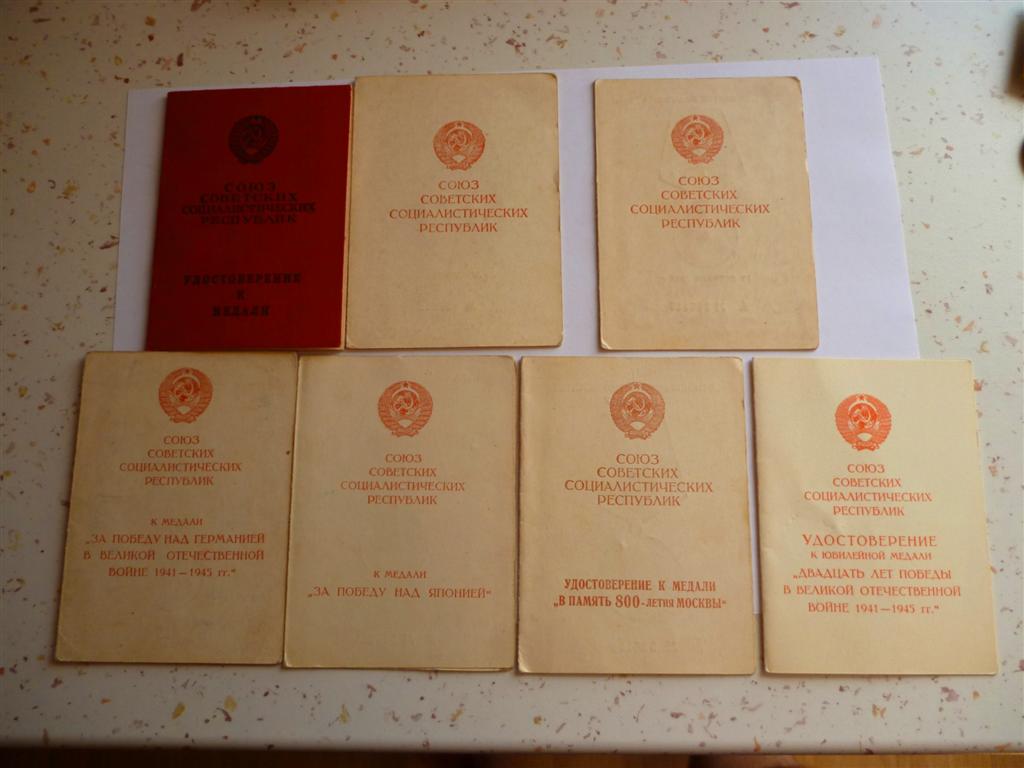 СОЮЗ
СОВЕТСКИХ
СОЦИАЛИСТИЧЕСКИХ
РЕСПУБЛИК
УДОСТОВЕРЕНИЕ
К
МЕДАЛИ
СОЮЗ
СОВЕТСКИХ
СОЦИАЛИСТИЧЕСКИХ
РЕСПУБЛИК
СОЮЗ
СОВЕТСКИХ
СОЦИАЛИСТИЧЕСКИХ
РЕСПУБЛИК
СОЮЗ
СОВЕТСКИХ
СОЦИАЛИСТИЧЕСКИХ
РЕСПУБЛИК
К МЕДАЛИ
„ЗА ПОБЕДУ НАД ГЕРМАНИЕЙ
В ВЕЛИКОЙ ОТЕЧЕСТВЕННОЙ
ВОЙНЕ 1941—1945 гг.“
СОЮЗ
СОВЕТСКИХ
СОЦИАЛИСТИЧЕСКИХ
РЕСПУБЛИК
К МЕДАЛИ
„ЗА ПОБЕДУ НАД ЯПОНИЕЙ“
СОЮЗ
СОВЕТСКИХ
СОЦИАЛИСТИЧЕСКИХ
РЕСПУБЛИК
УДОСТОВЕРЕНИЕ К МЕДАЛИ
„В ПАМЯТЬ 800-ЛЕТИЯ МОСКВЫ“
СОЮЗ
СОВЕТСКИХ
СОЦИАЛИСТИЧЕСКИХ
РЕСПУБЛИК
УДОСТОВЕРЕНИЕ
К ЮБИЛЕЙНОЙ МЕДАЛИ
„ДВАДЦАТЬ ЛЕТ ПОБЕДЫ
В ВЕЛИКОЙ ОТЕЧЕСТВЕННОЙ
ВОЙНЕ 1941—1945 гг.“